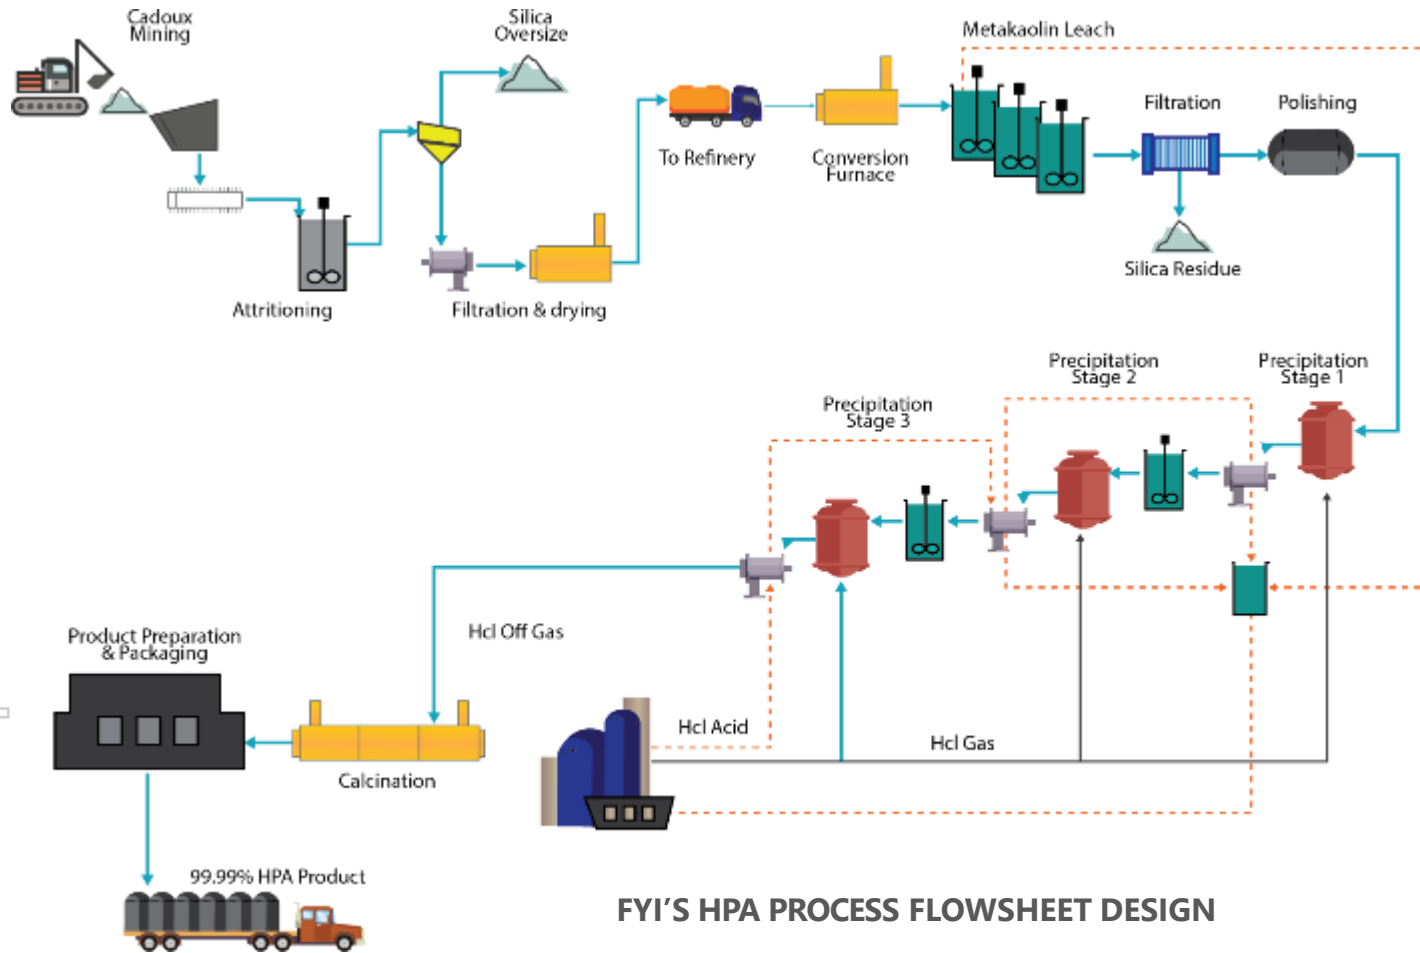 Cadoux
Mining
Silica
Oversize
Metakaolin Leach
Filtration
Polishing
To Refinery
Conversion
Furnace
Silica Residue
Attritioning
Filtration & drying
Precipitation
Stage 1
Precipitation
Stage 2
Precipitation
Stage 3
Hcl Off Gas
Product Preparation
& Packaging
Hcl Acid
Hcl Gas
Calcination
99.99% HPA Product
FYI’S HPA PROCESS FLOWSHEET DESIGN